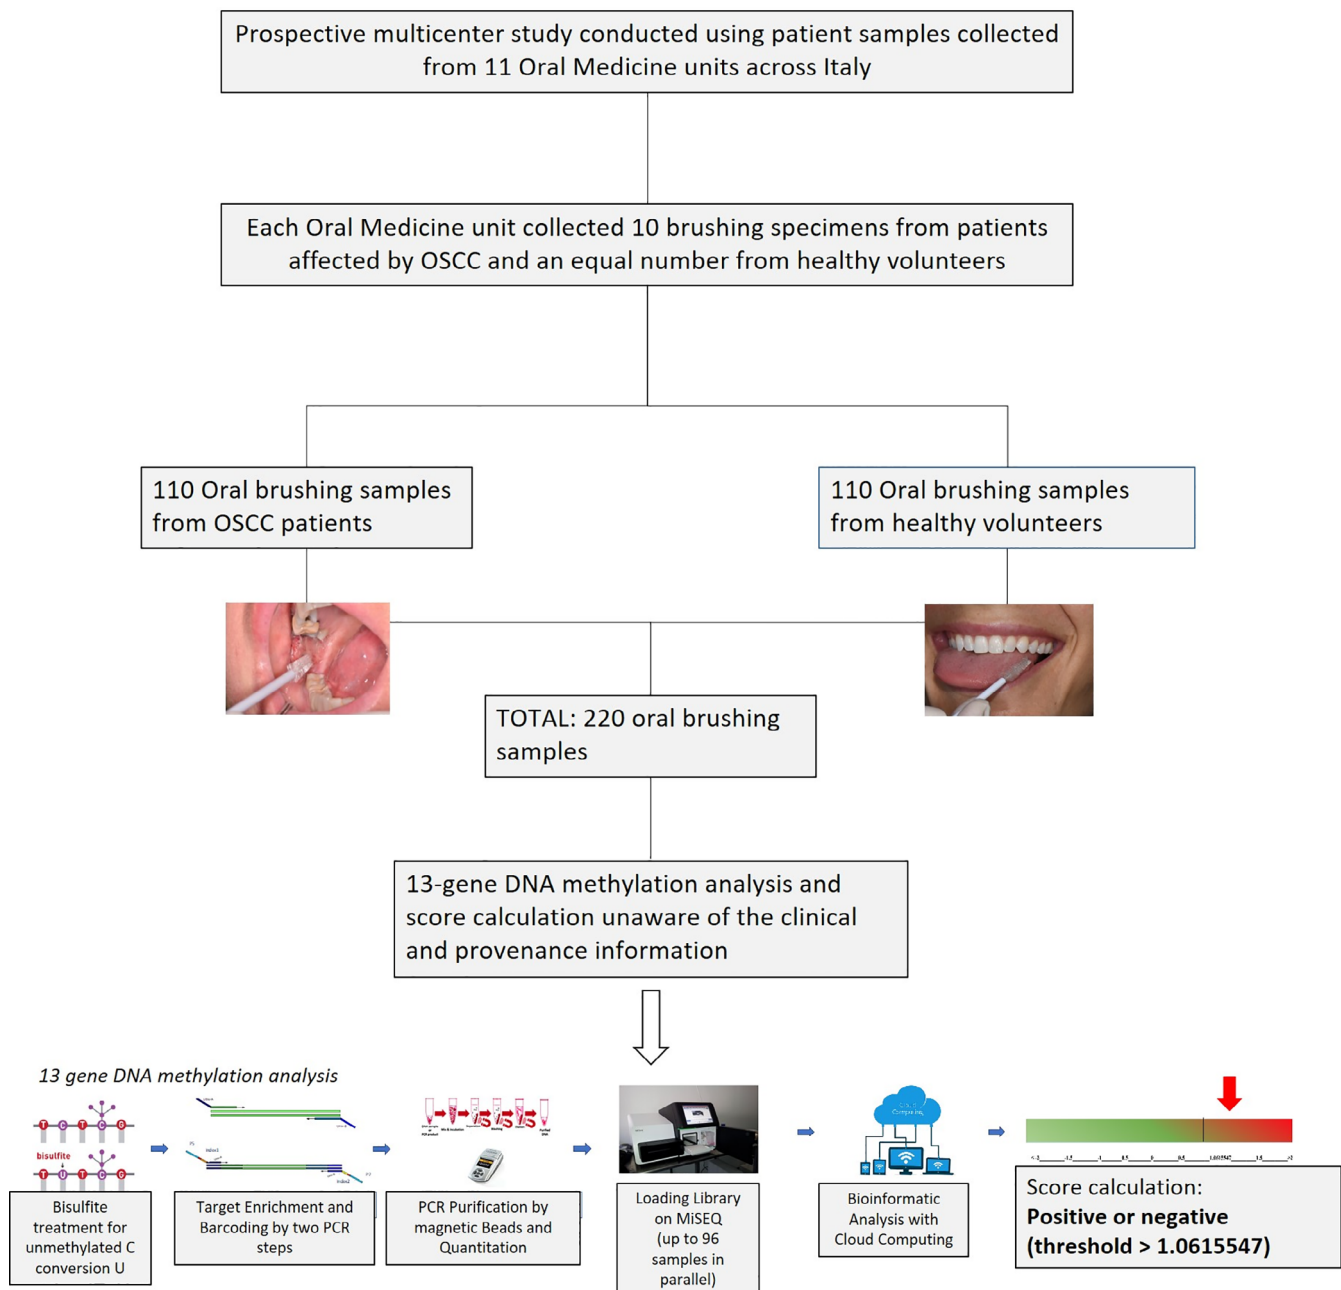 Prospective multicenter study conducted using patient samples collected
from 11 Oral Medicine units across Italy
Each Oral Medicine unit collected 10 brushing specimens from patients
affected by OSCC and an equal number from healthy volunteers
110 Oral brushing samples
from OSCC patients
110 Oral brushing samples
from healthy volunteers
TOTAL: 220 oral brushing
samples
13-gene DNA methylation analysis and
score calculation unaware of the clinical
and provenance information
13 gene DNA methylation analysis
T C T C G
bisulfite
T U T C G
Bisulfite
treatment for
unmethylated C
conversion U
Index1
Index2
Target Enrichment and
Barcoding by two PCR
steps
PCR Purification by
magnetic Beads and
Quantitation
Loading Library
on MiSEQ
(up to 96
samples in
parallel)
Bioinformatic
Analysis with
Cloud Computing
Score calculation:
Positive or negative
(threshold > 1.0615547)